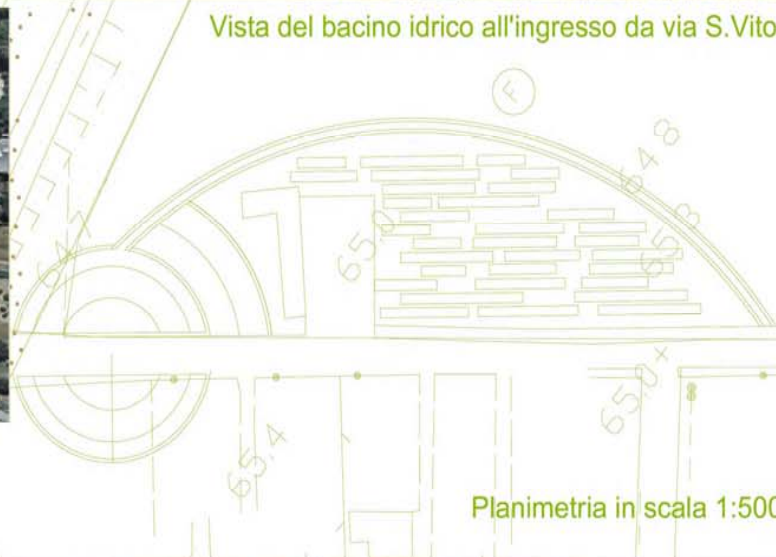 Vista del bacino idrico all'ingresso da via S.Vito
F
64.8
64.7
65.0
65.3
65.0
65.4
Planimetria in scala 1:500